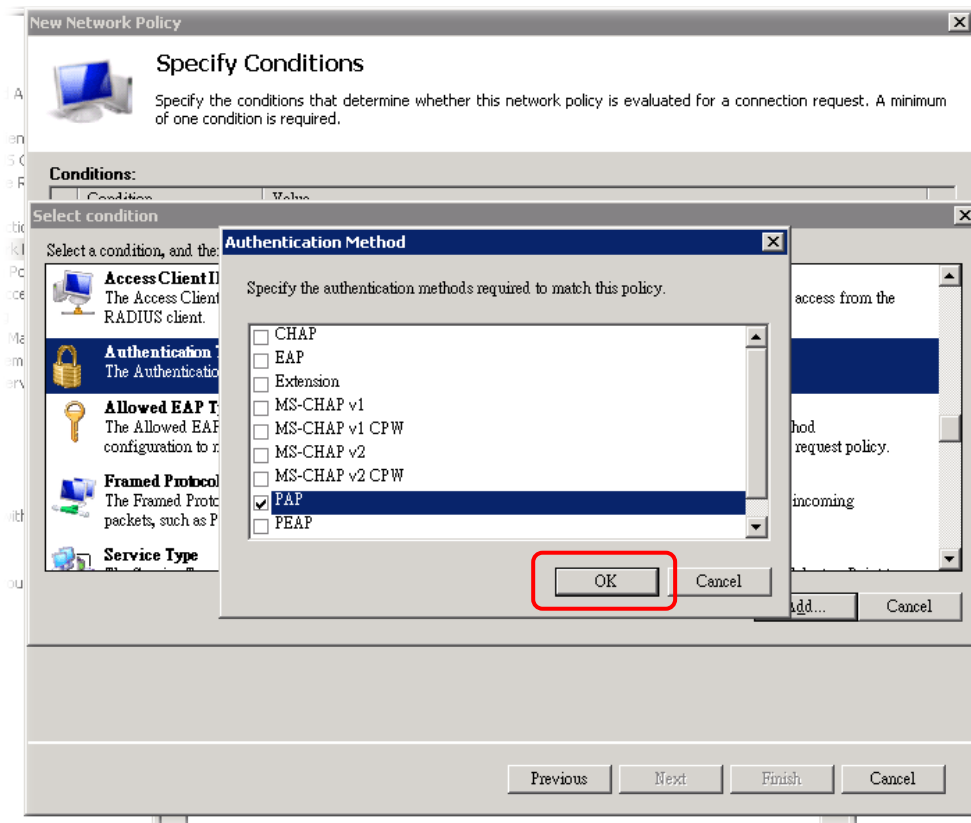 New Network Policy
Specify Conditions
Specify the conditions that determine whether this network policy is evaluated for a connection request. A minimum
of one condition is required.
Conditions:
Condition Value
Select condition
Select a condition, and the
Authentication Method
Specify the authentication methods required to match this policy.
CHAP
EAP
Extension
MS-CHAP v1
MS-CHAP v1 CPW
MS-CHAP v2
MS-CHAP v2 CPW
PAP
PEAP
OK Cancel
Access Client
The Access Client access from the
RADIUS client.
Authentication
The Authenticatio
Allowed EAP T
The Allowed EAP hod
configuration to request policy.
Framed Protocol
The Framed Proto incoming
packets, such as P
Service Type
Add... Cancel
Previous Next Finish Cancel